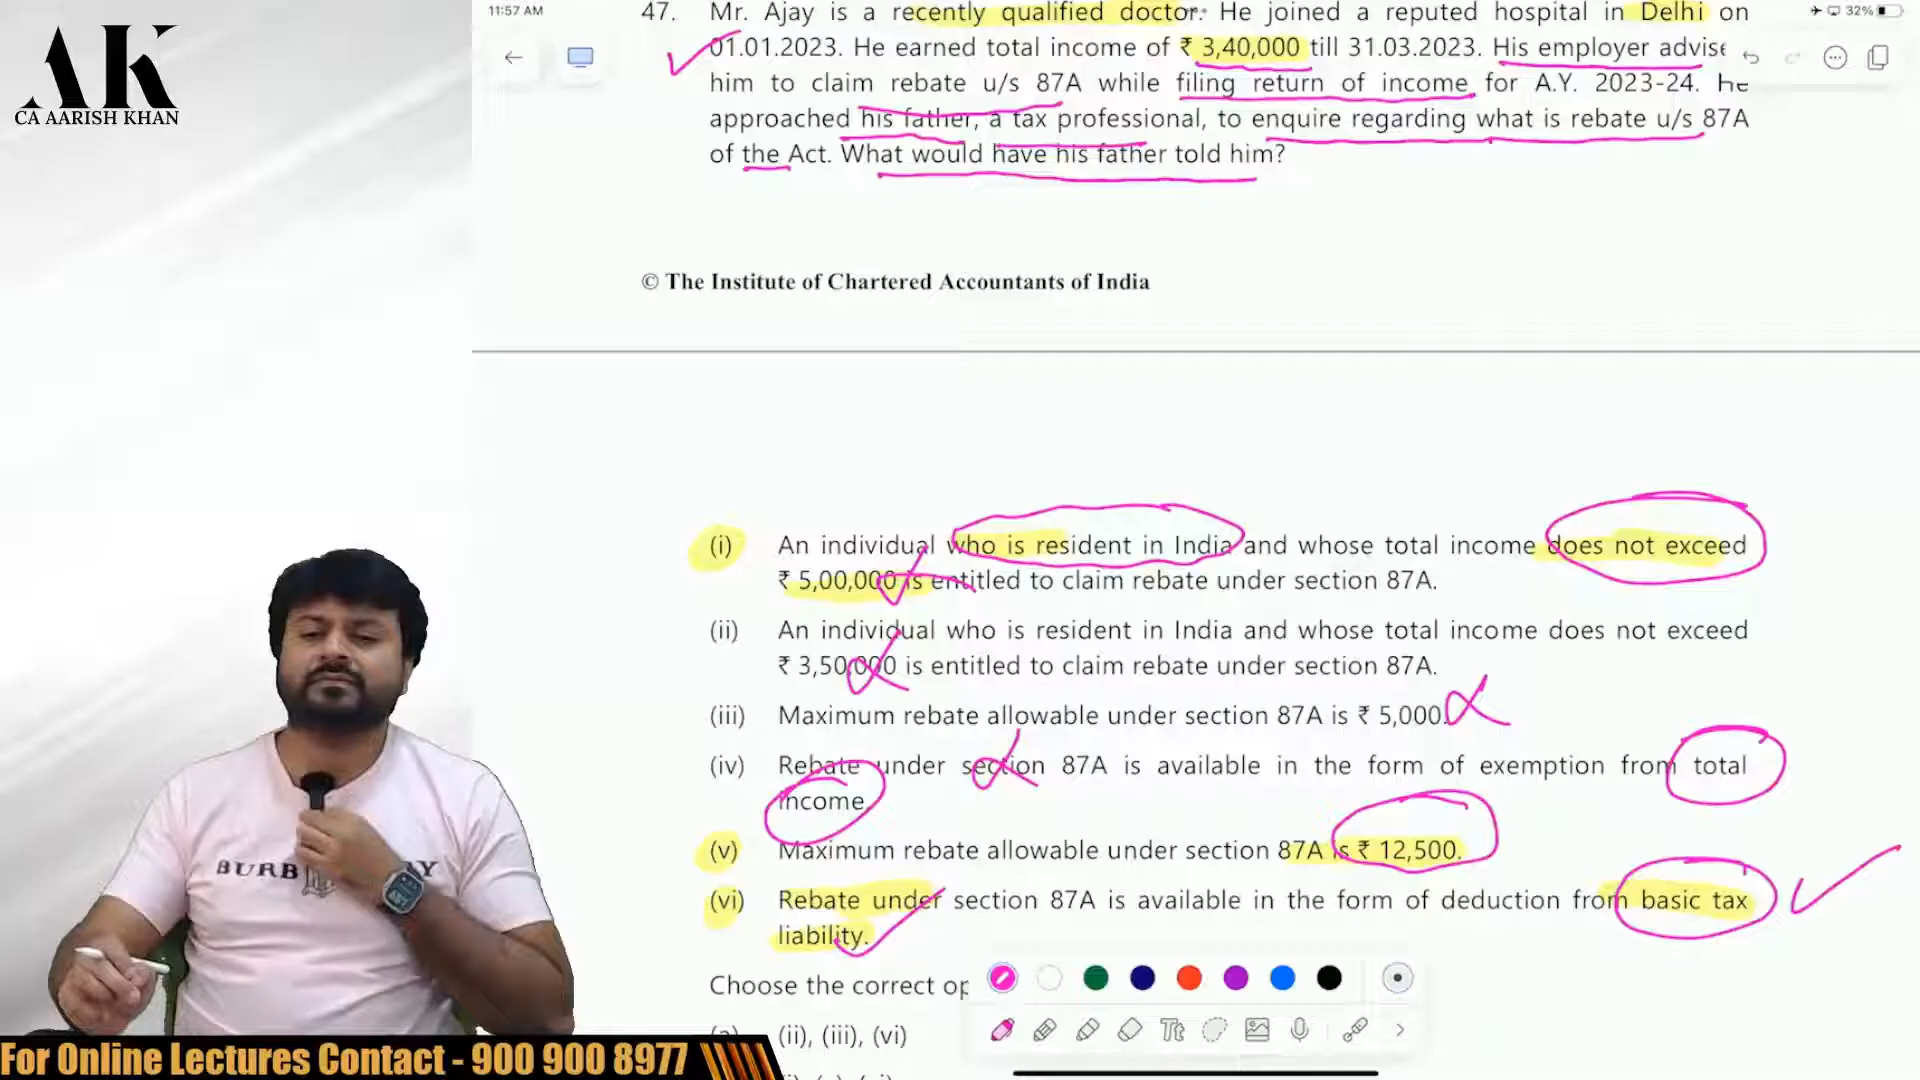 11:57 AM
32%
AK
CA AARISH KHAN
47. Mr. Ajay is a recently qualified doctor. He joined a reputed hospital in Delhi on
01.01.2023. He earned total income of ₹ 3,40,000 till 31.03.2023. His employer advise
him to claim rebate u/s 87A while filing return of income for A.Y. 2023-24. He
approached his father, a tax professional, to enquire regarding what is rebate u/s 87A
of the Act. What would have his father told him?
© The Institute of Chartered Accountants of India
(i) An individual who is resident in India and whose total income does not exceed
₹ 5,00,000 is entitled to claim rebate under section 87A.
(ii) An individual who is resident in India and whose total income does not exceed
₹ 3,50,000 is entitled to claim rebate under section 87A.
(iii) Maximum rebate allowable under section 87A is ₹ 5,000.
(iv) Rebate under section 87A is available in the form of exemption from total
income.
(v) Maximum rebate allowable under section 87A is ₹ 12,500.
(vi) Rebate under section 87A is available in the form of deduction from basic tax
liability.
Choose the correct op
(ii), (iii), (vi)
Tt
For Online Lectures Contact - 900 900 8977